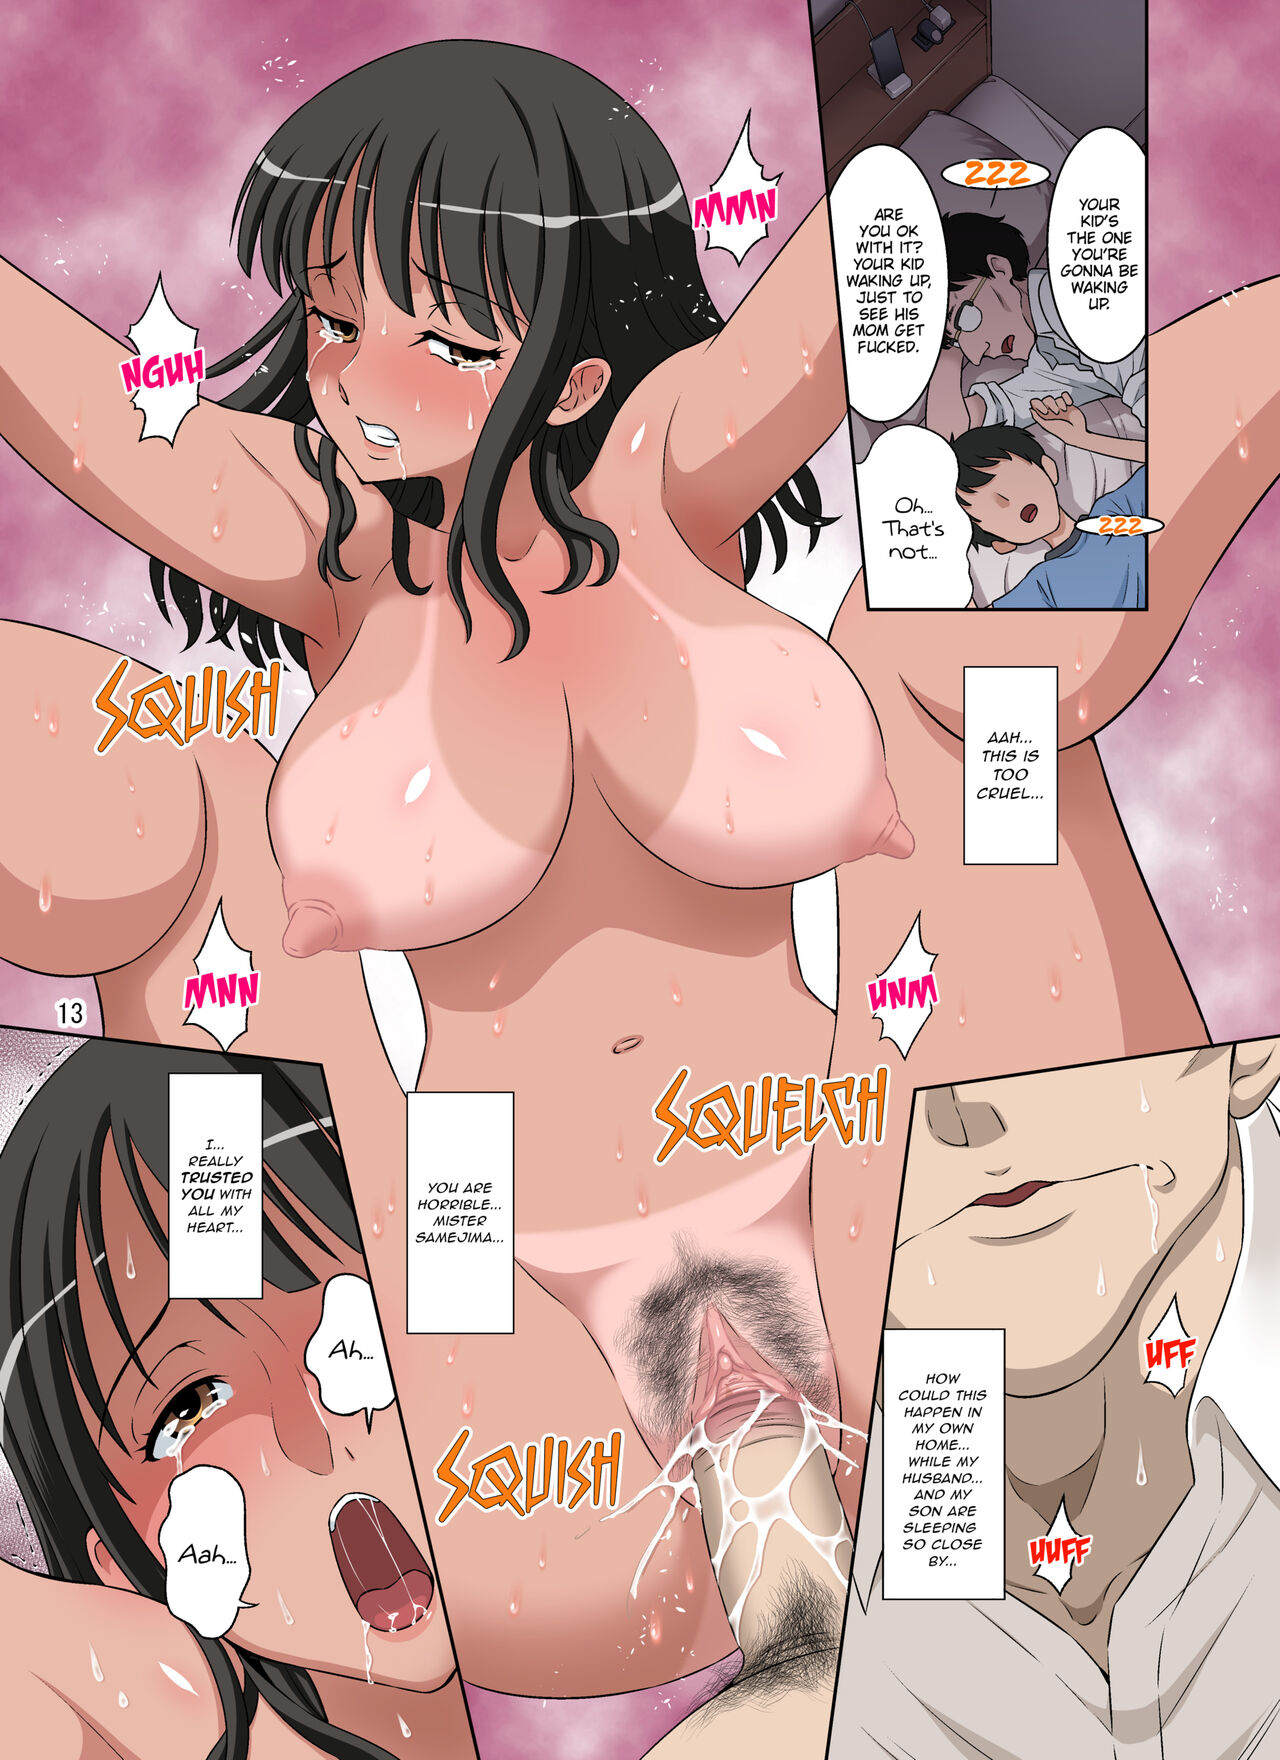 YOUR
KID'S
THE ONE
YOU'RE
GONNA BE
WAKING
UP.
ZZZ
ARE
YOU OK
WITH IT?
YOUR KID
WAKING UP,
JUST TO
SEE HIS
MOM GET
FUCKED.
Oh...
That's
not...
ZZZ
MMN
NGUH
SQUISH
AAH...
THIS IS
TOO
CRUEL...
MNN
UNM
13
SQUELCH
YOU ARE
HORRIBLE...
MISTER
SAMEJIMA...
I...
REALLY
TRUSTED
YOU WITH
ALL MY
HEART...
Ah...
Aah...
SQUISH
UFF
HOW
COULD THIS
HAPPEN IN
MY OWN
HOME...
WHILE MY
HUSBAND...
AND MY
SON ARE
SLEEPING
SO CLOSE
BY...
UUFF